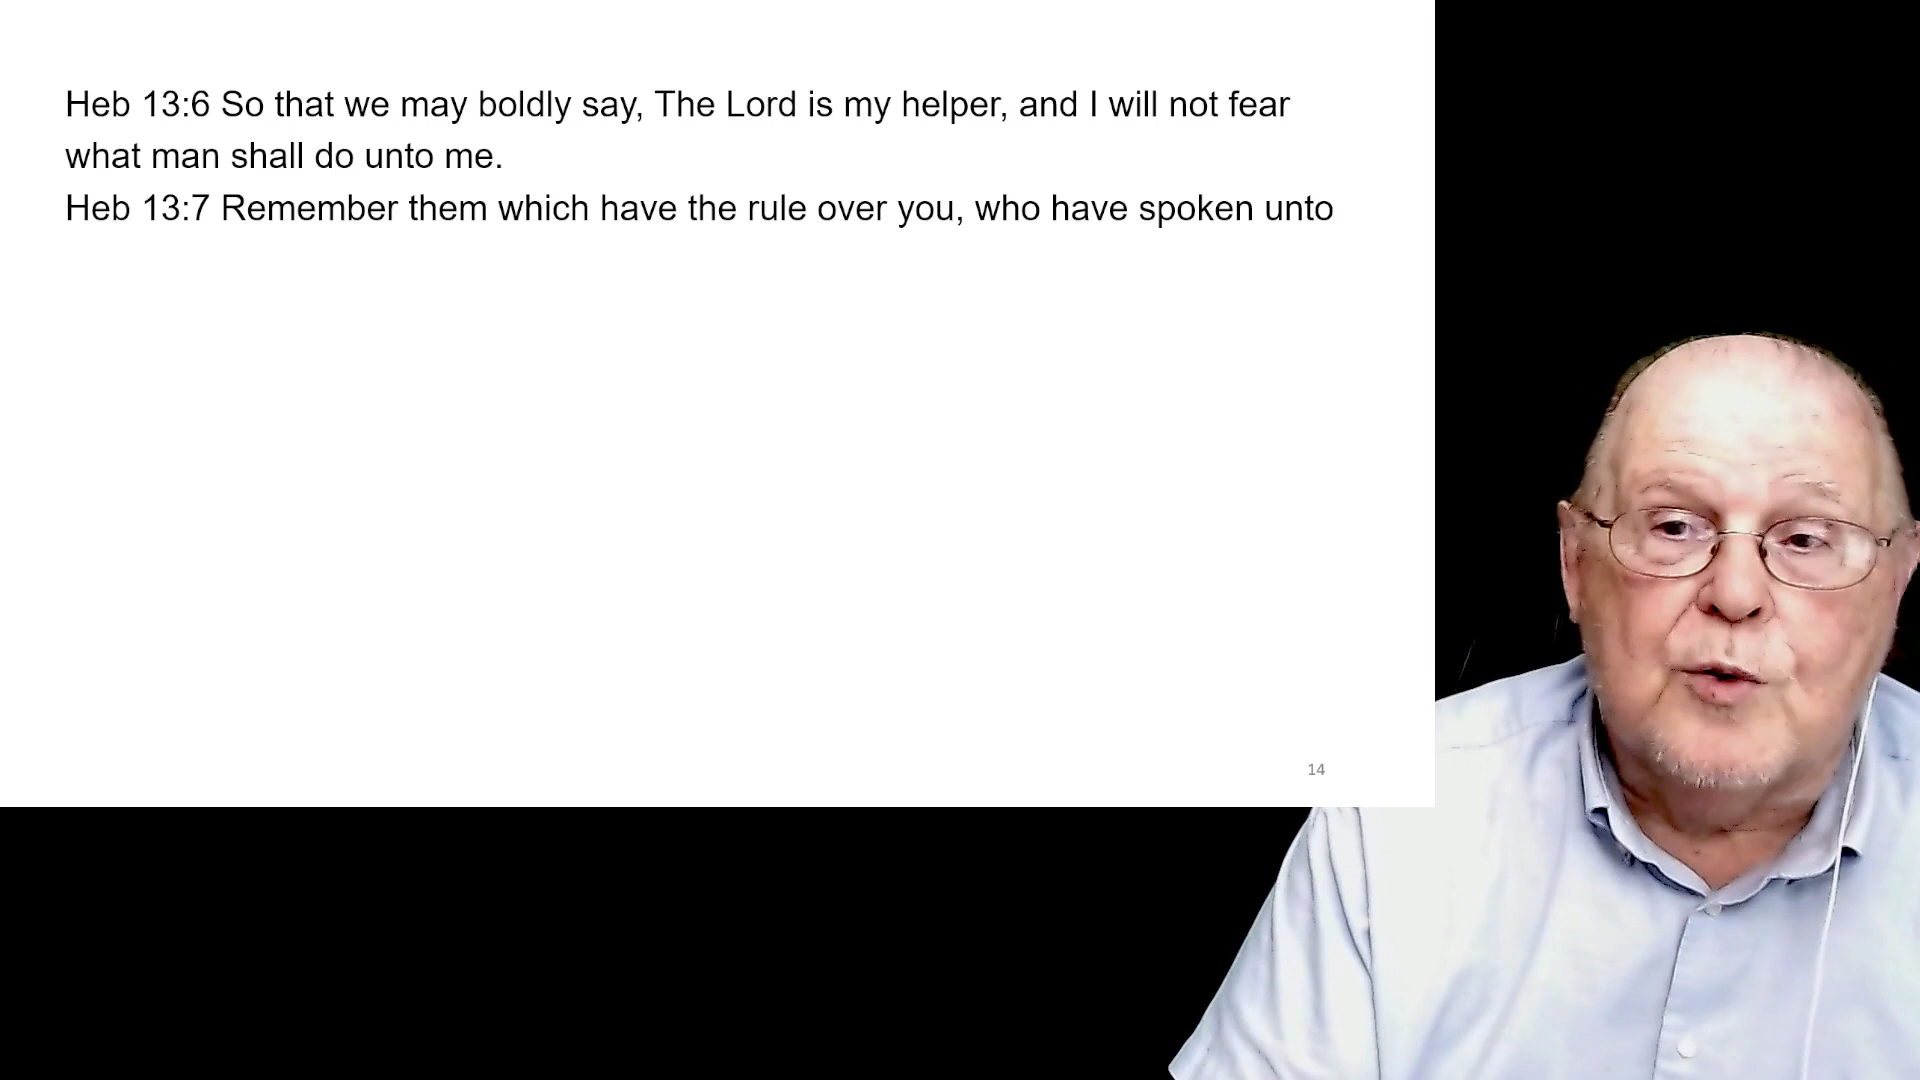 Heb 13:6 So that we may boldly say, The Lord is my helper, and I will not fear
what man shall do unto me.
Heb 13:7 Remember them which have the rule over you, who have spoken unto
14